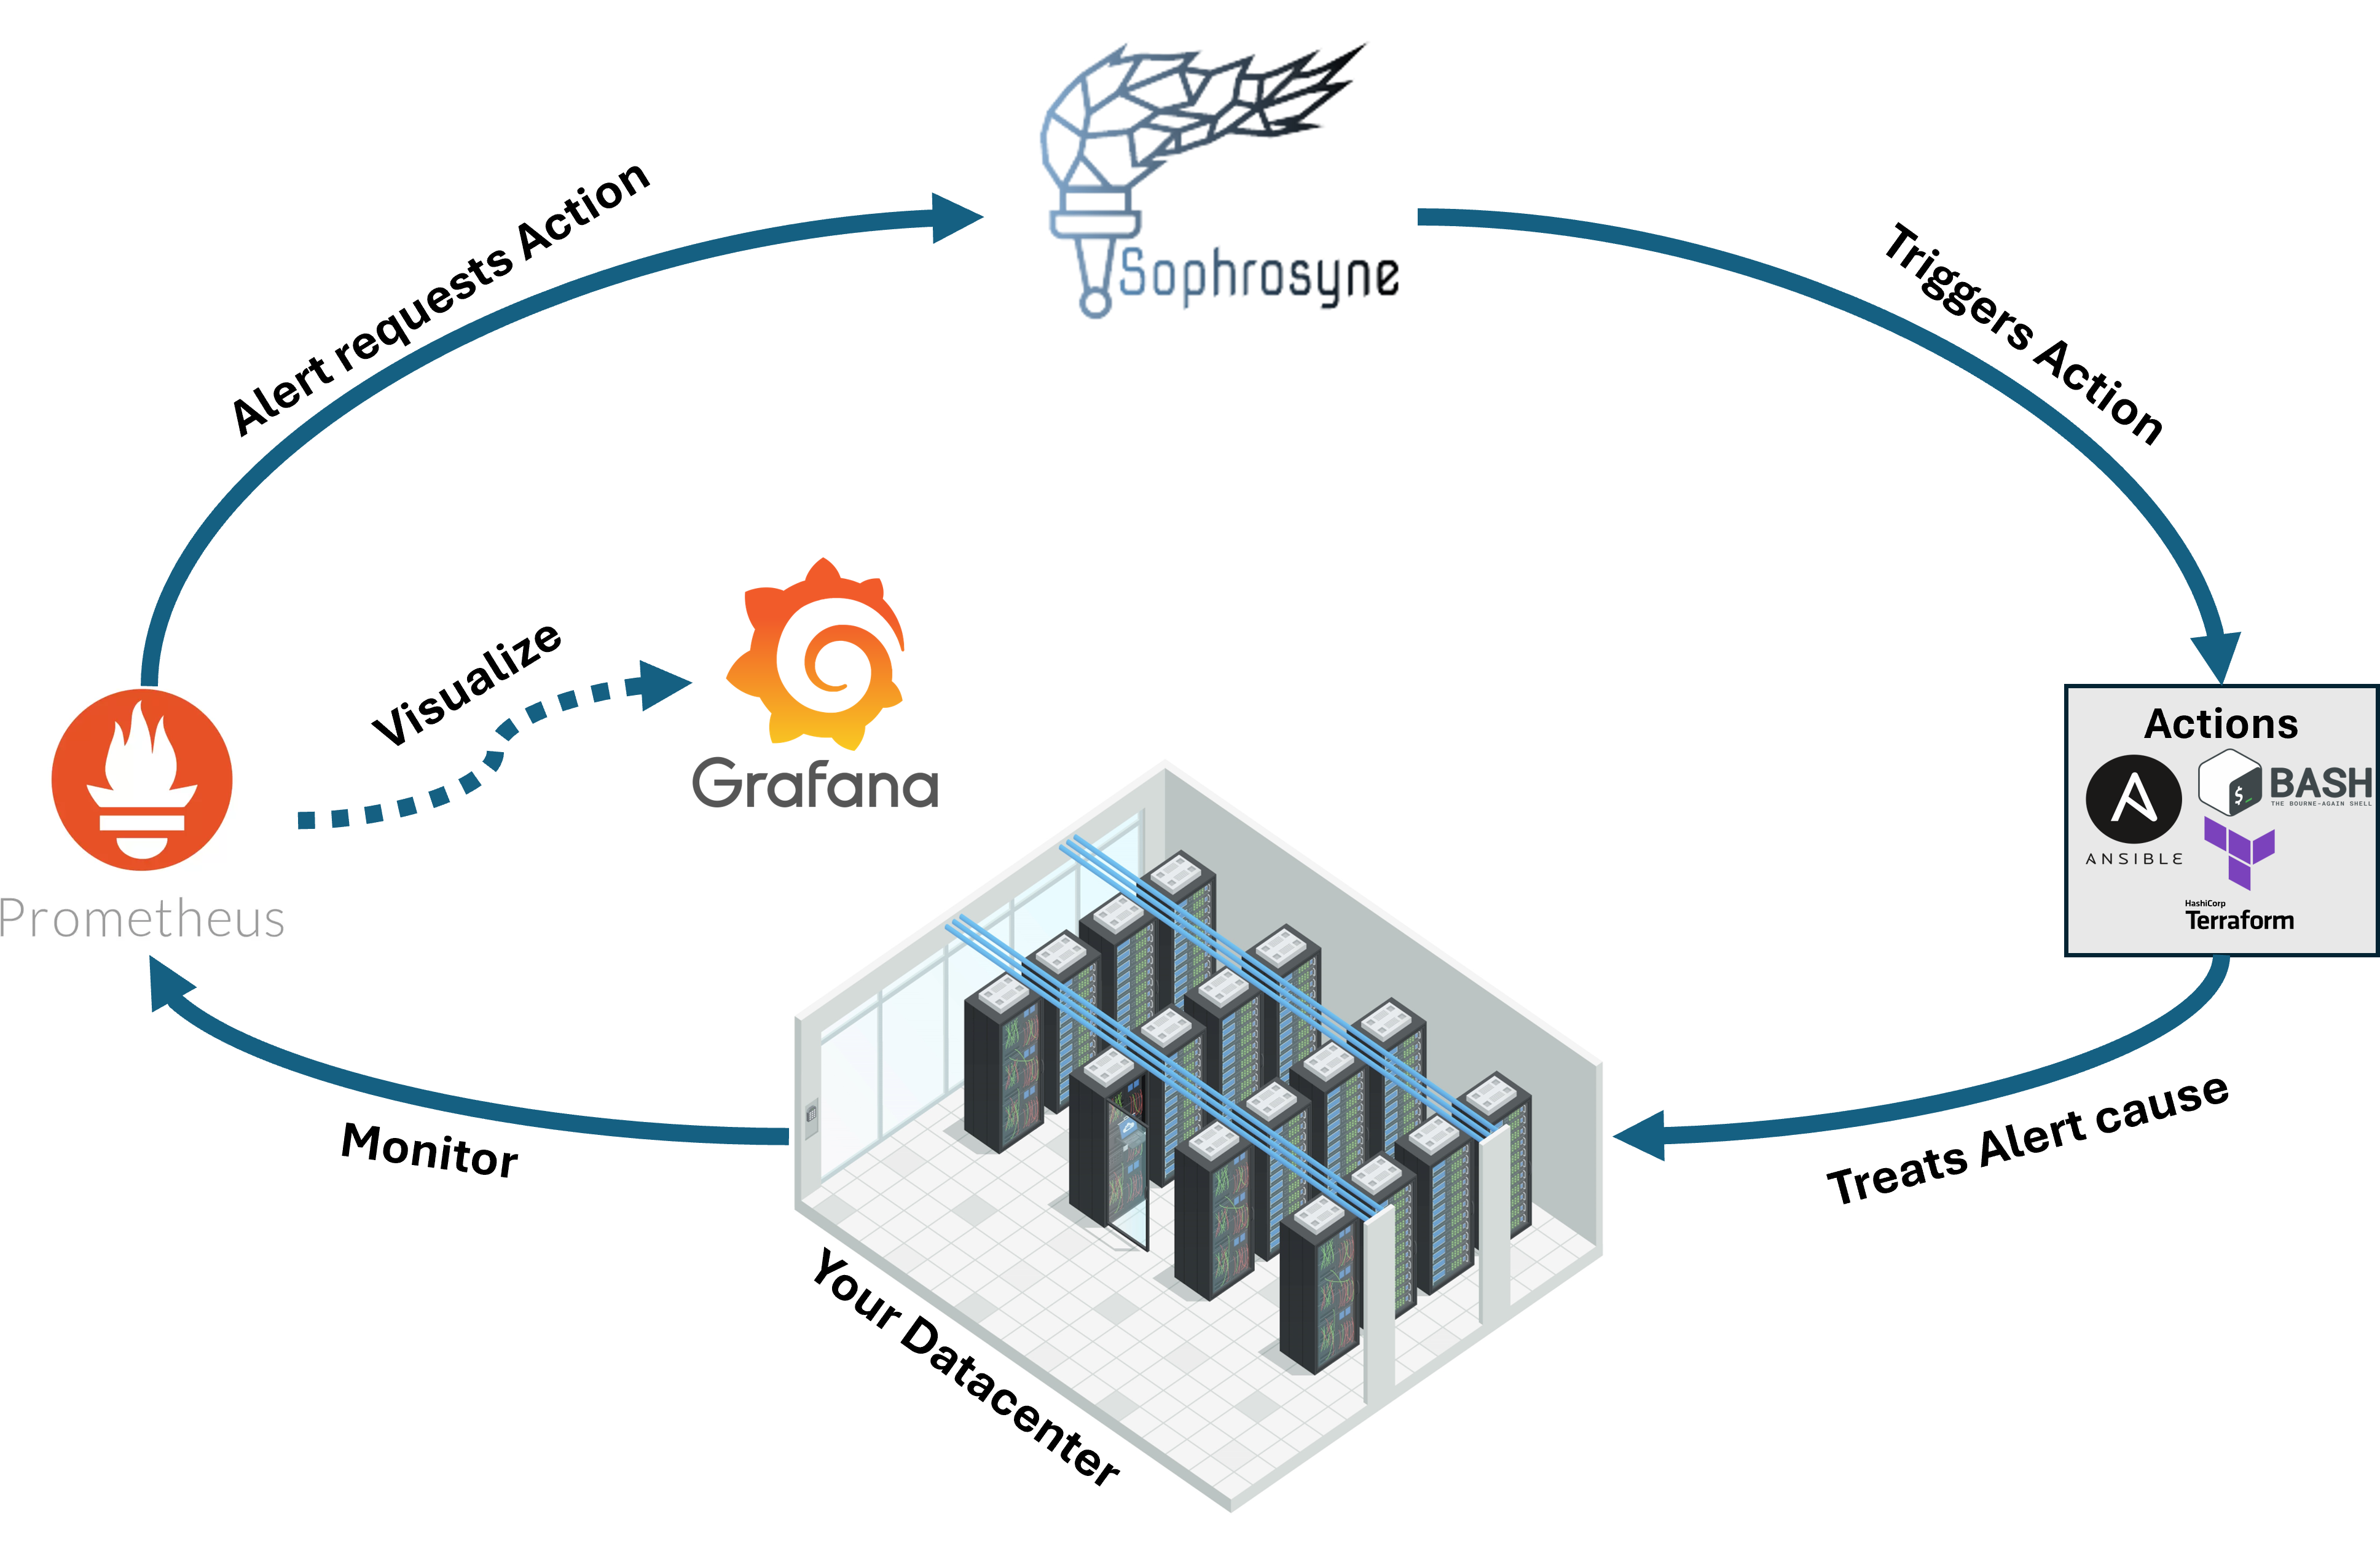 Sophrosyne
Alert requests Action
Triggers Action
Visualize
Grafana
Prometheus
Actions
ANSIBLE
BASH
THE BOURNE-AGAIN SHELL
HashiCorp
Terraform
Monitor
Treats Alert cause
Your Datacenter